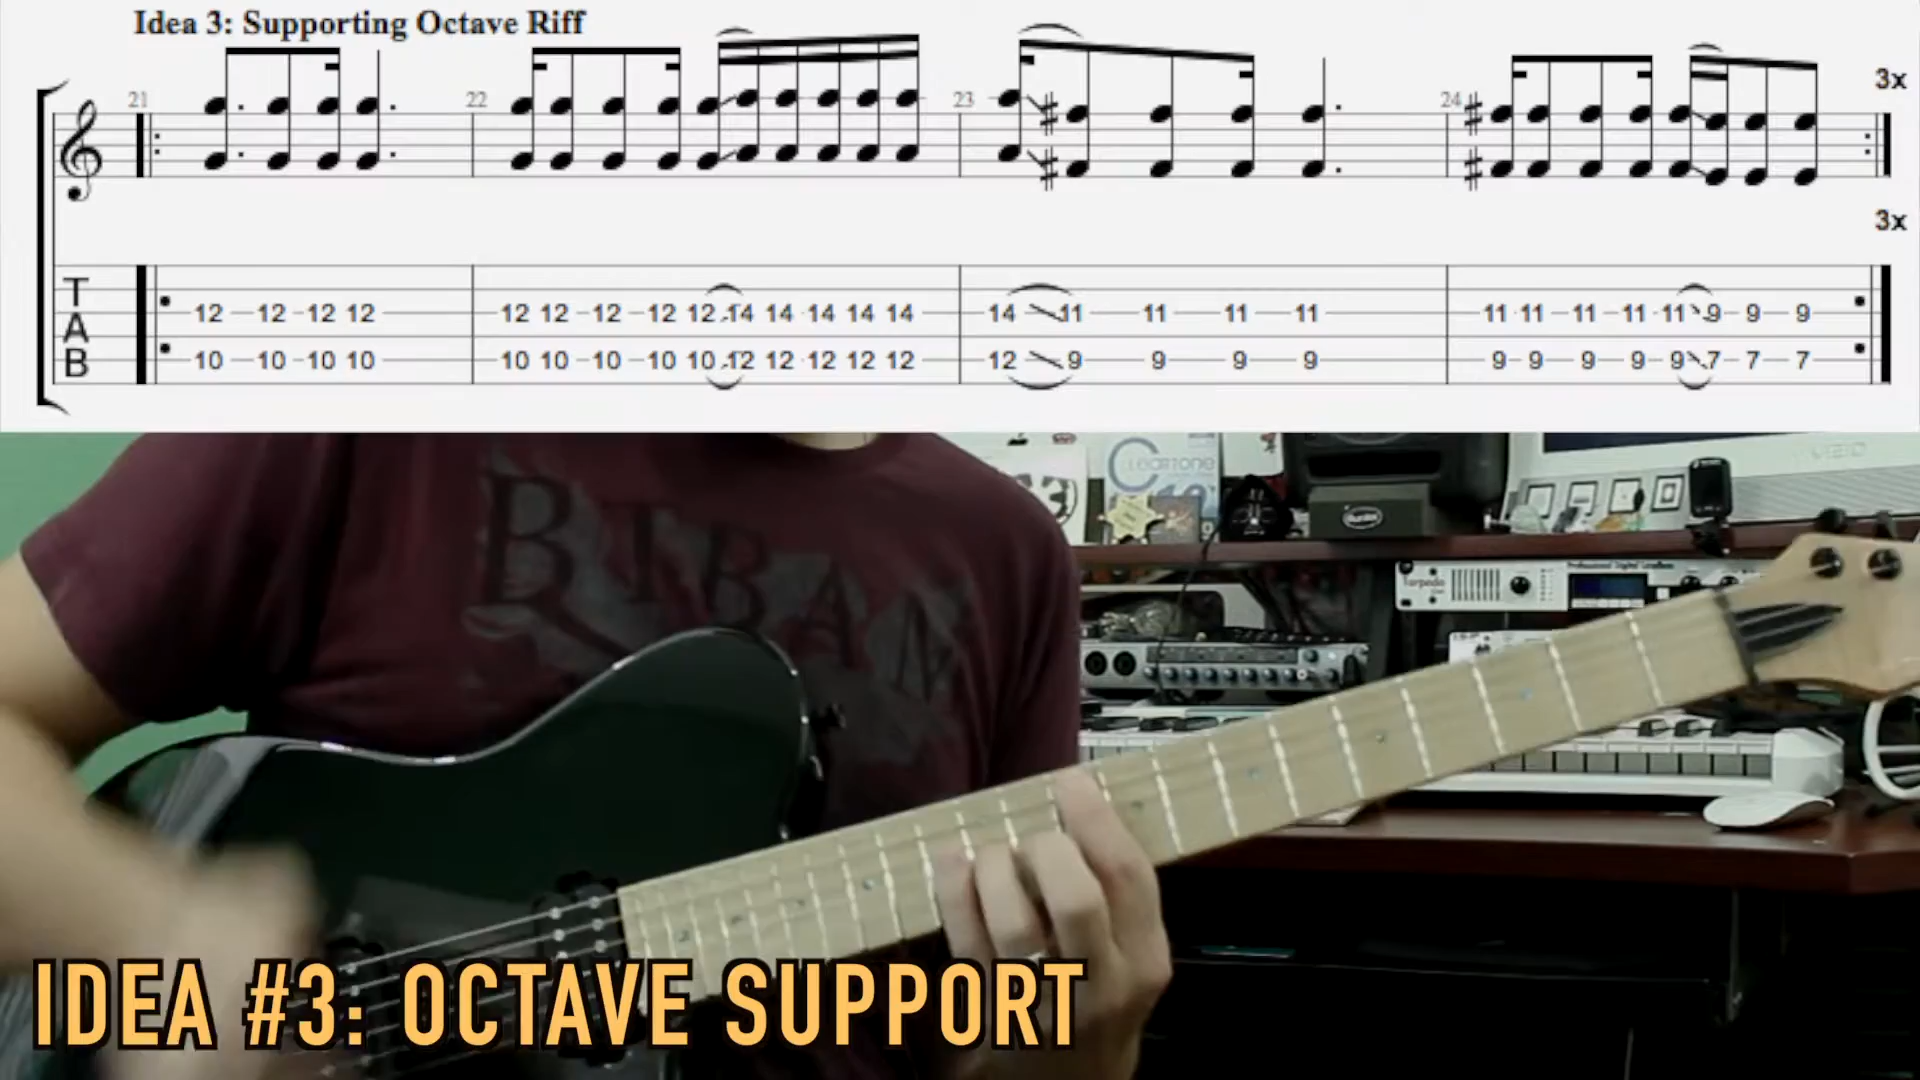 Idea 3: Supporting Octave Riff
21 22 23 24
3x
3x
T
A
B
12 12 12 12 12 12 12 12 12 14 14 14 14 14 14 11 11 11 11 11 11 11 11 11 9 9 9
10 10 10 10 10 10 10 10 10 12 12 12 12 12 12 9 9 9 9 9 9 9 9 9 7 7 7
BIBAN
CLEARTONE
Torpedo
IDEA #3: OCTAVE SUPPORT